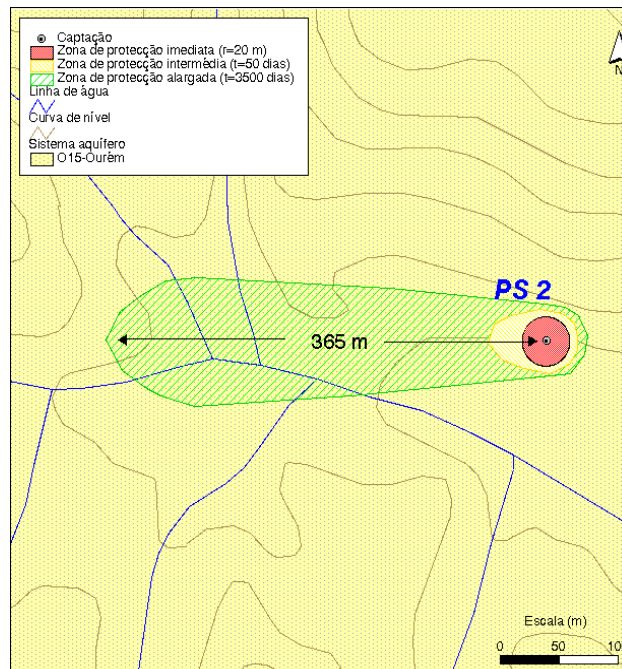 Captação
Zona de protecção imediata (r=20 m)
Zona de protecção intermédia (t=50 dias)
Zona de protecção alargada (t=3500 dias)
Linha de água
Curva de nível
Sistema aquífero
O15-Ourém
N
PS 2
365 m
Escala (m)
0 50 10